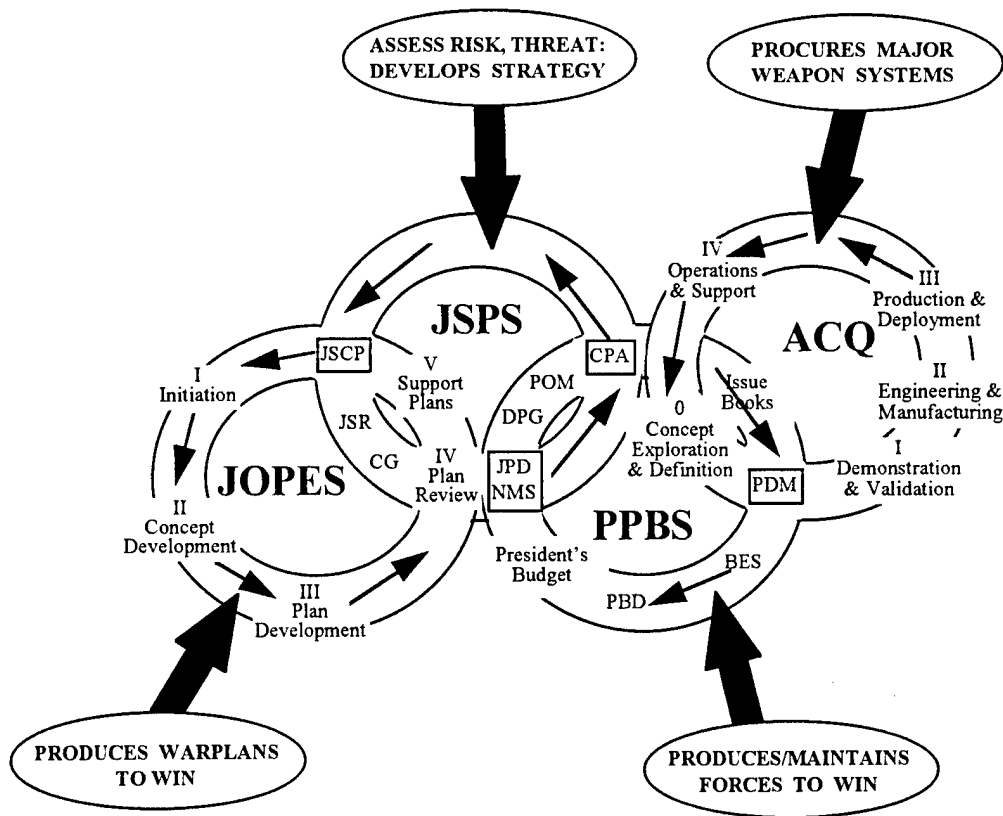 ASSESS RISK, THREAT:
DEVELOPS STRATEGY
PROCURES MAJOR
WEAPON SYSTEMS
JSPS
JSCP
CPA
V
Support
Plans
POM
DPG
JSR
CG
IV
Plan
Review
JPD
NMS
JOPES
I
Initiation
II
Concept
Development
III
Plan
Development
ACQ
IV
Operations
& Support
III
Production &
Deployment
II
Engineering &
Manufacturing
I
Demonstration
& Validation
0
Concept
Exploration
& Definition
Issue
Books
PDM
PPBS
President's
Budget
BES
PBD
PRODUCES WARPLANS
TO WIN
PRODUCES/MAINTAINS
FORCES TO WIN